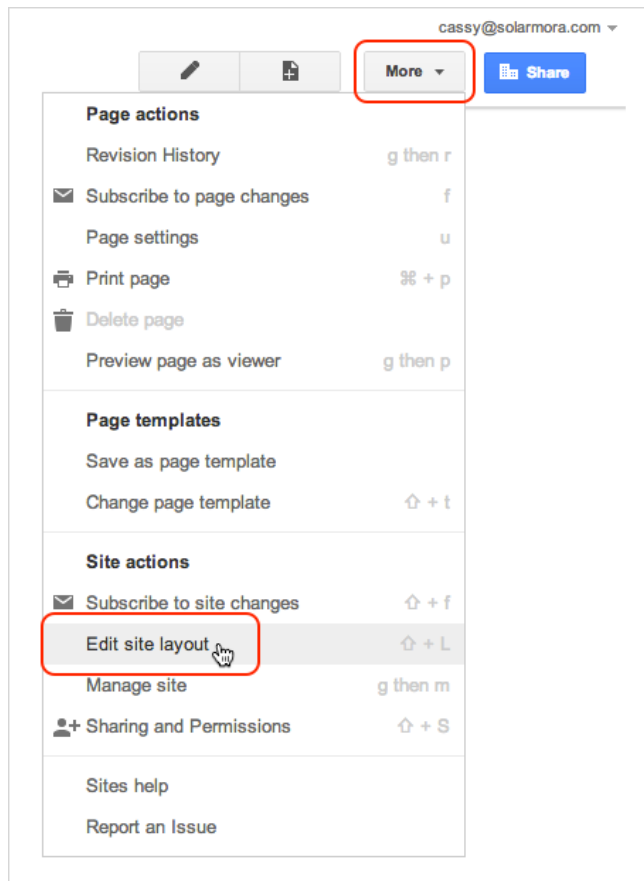 cassy@solarmora.com
More Share
Page actions
Revision History g then r
Subscribe to page changes f
Page settings u
Print page ⌘ + p
Delete page
Preview page as viewer g then p
Page templates
Save as page template
Change page template ⇧ + t
Site actions
Subscribe to site changes ⇧ + f
Edit site layout ⇧ + L
Manage site g then m
Sharing and Permissions ⇧ + S
Sites help
Report an Issue